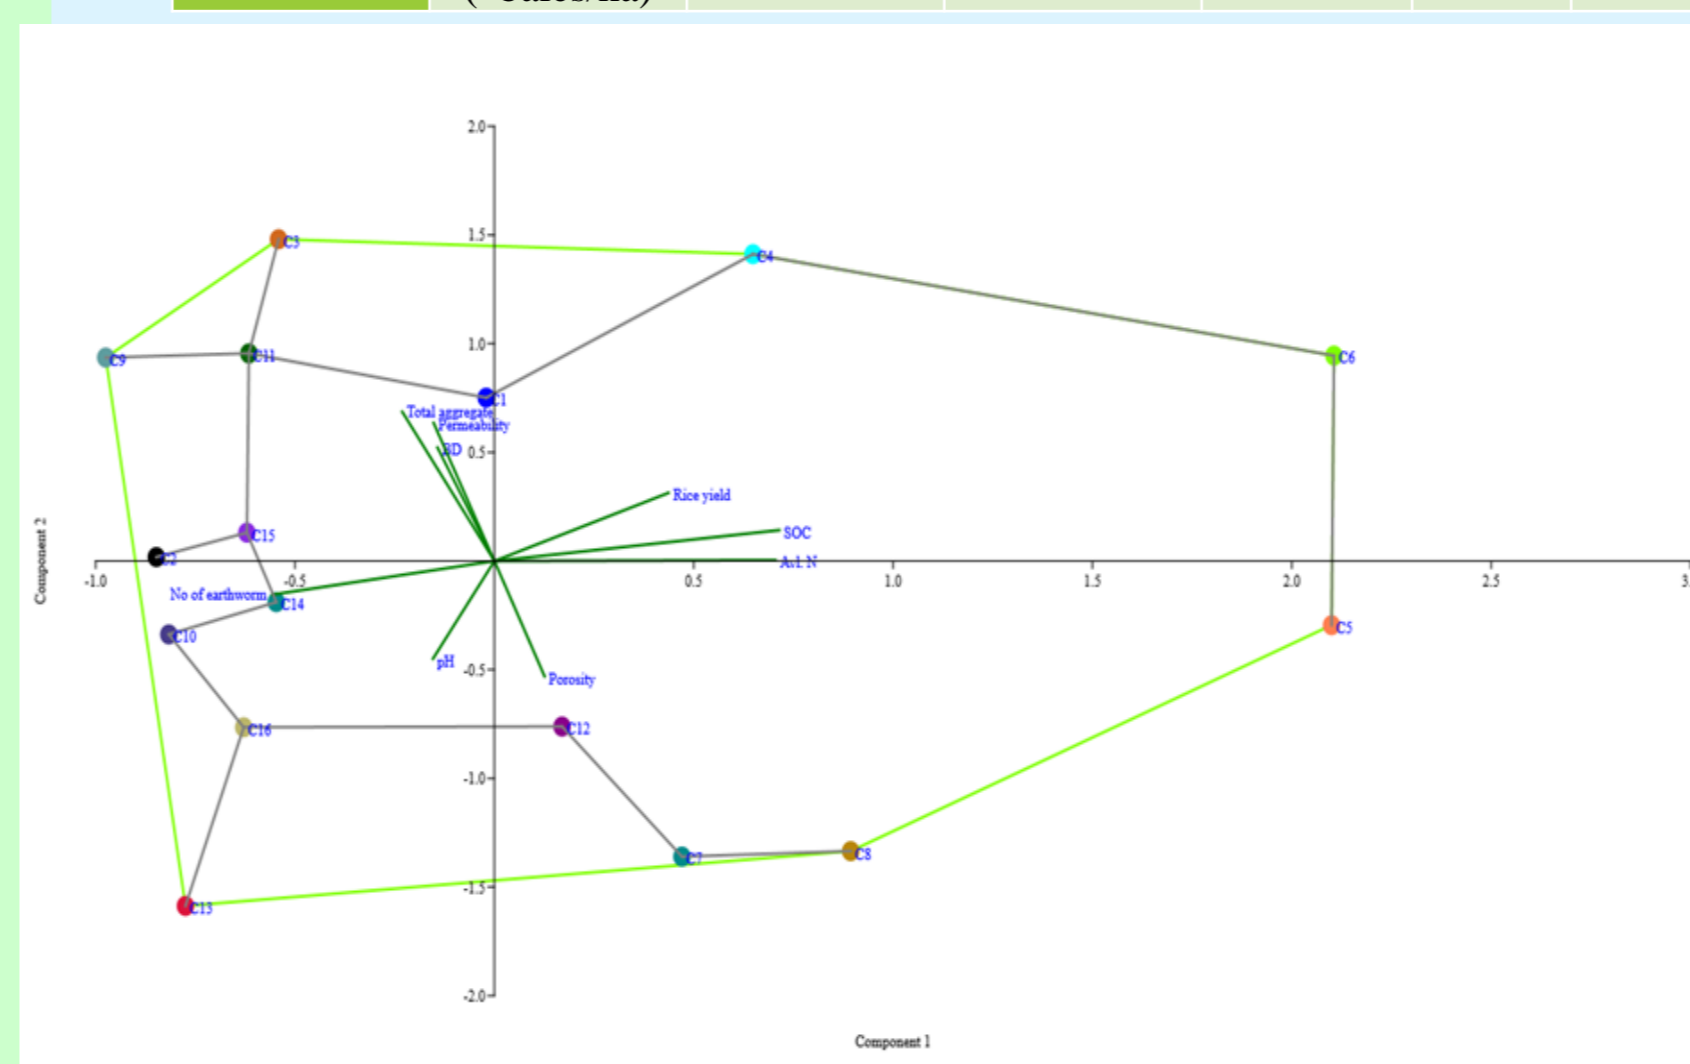 2.0
C3
1.5
C4
1.0
C9
C11
C6
C1
Total aggregate
Permeability
BD
0.5
Rice yield
SOC
C15
Avl. N
-1.0
-0.5
0.5
1.0
1.5
2.0
2.5
No of earthworm
C14
C10
C5
pH
-0.5
Porosity
C16
C12
-1.0
C7
C8
-1.5
C13
-2.0
Component 2
Component 1